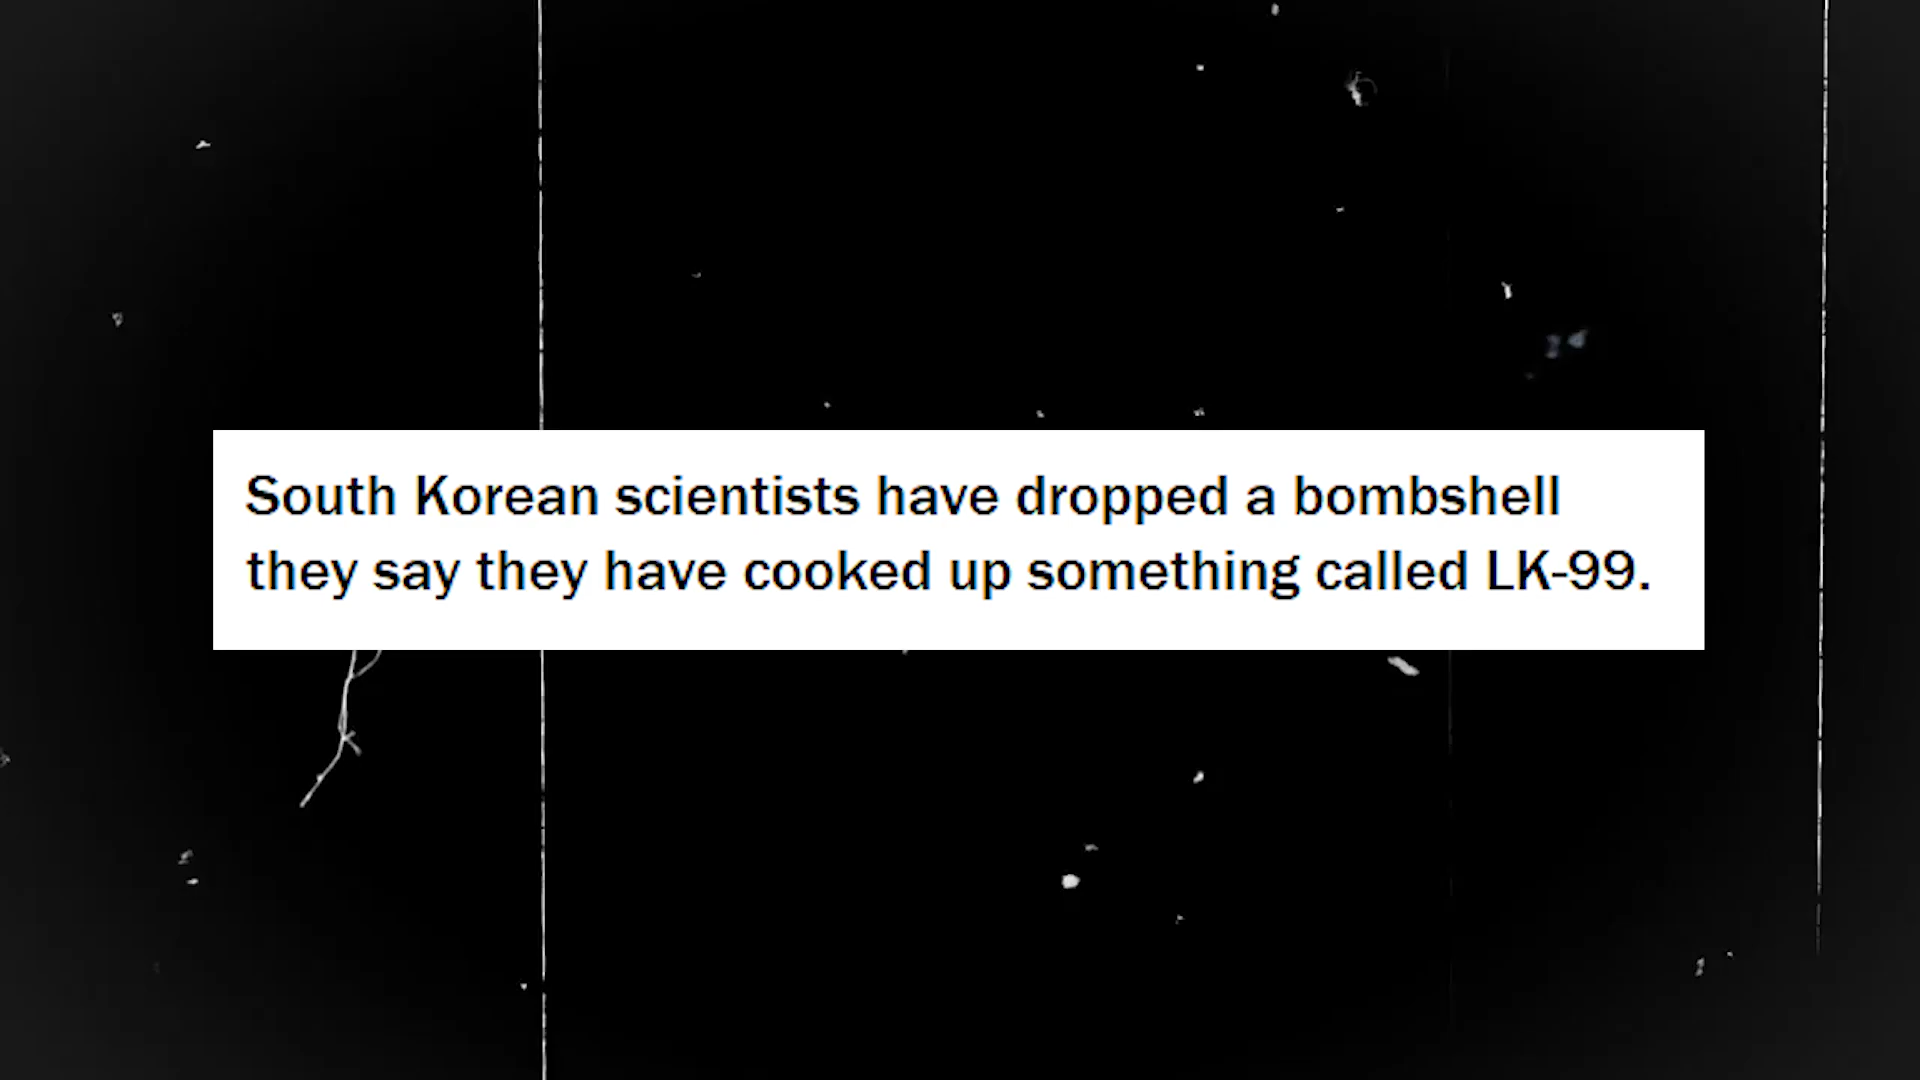 South Korean scientists have dropped a bombshell
they say they have cooked up something called LK-99.